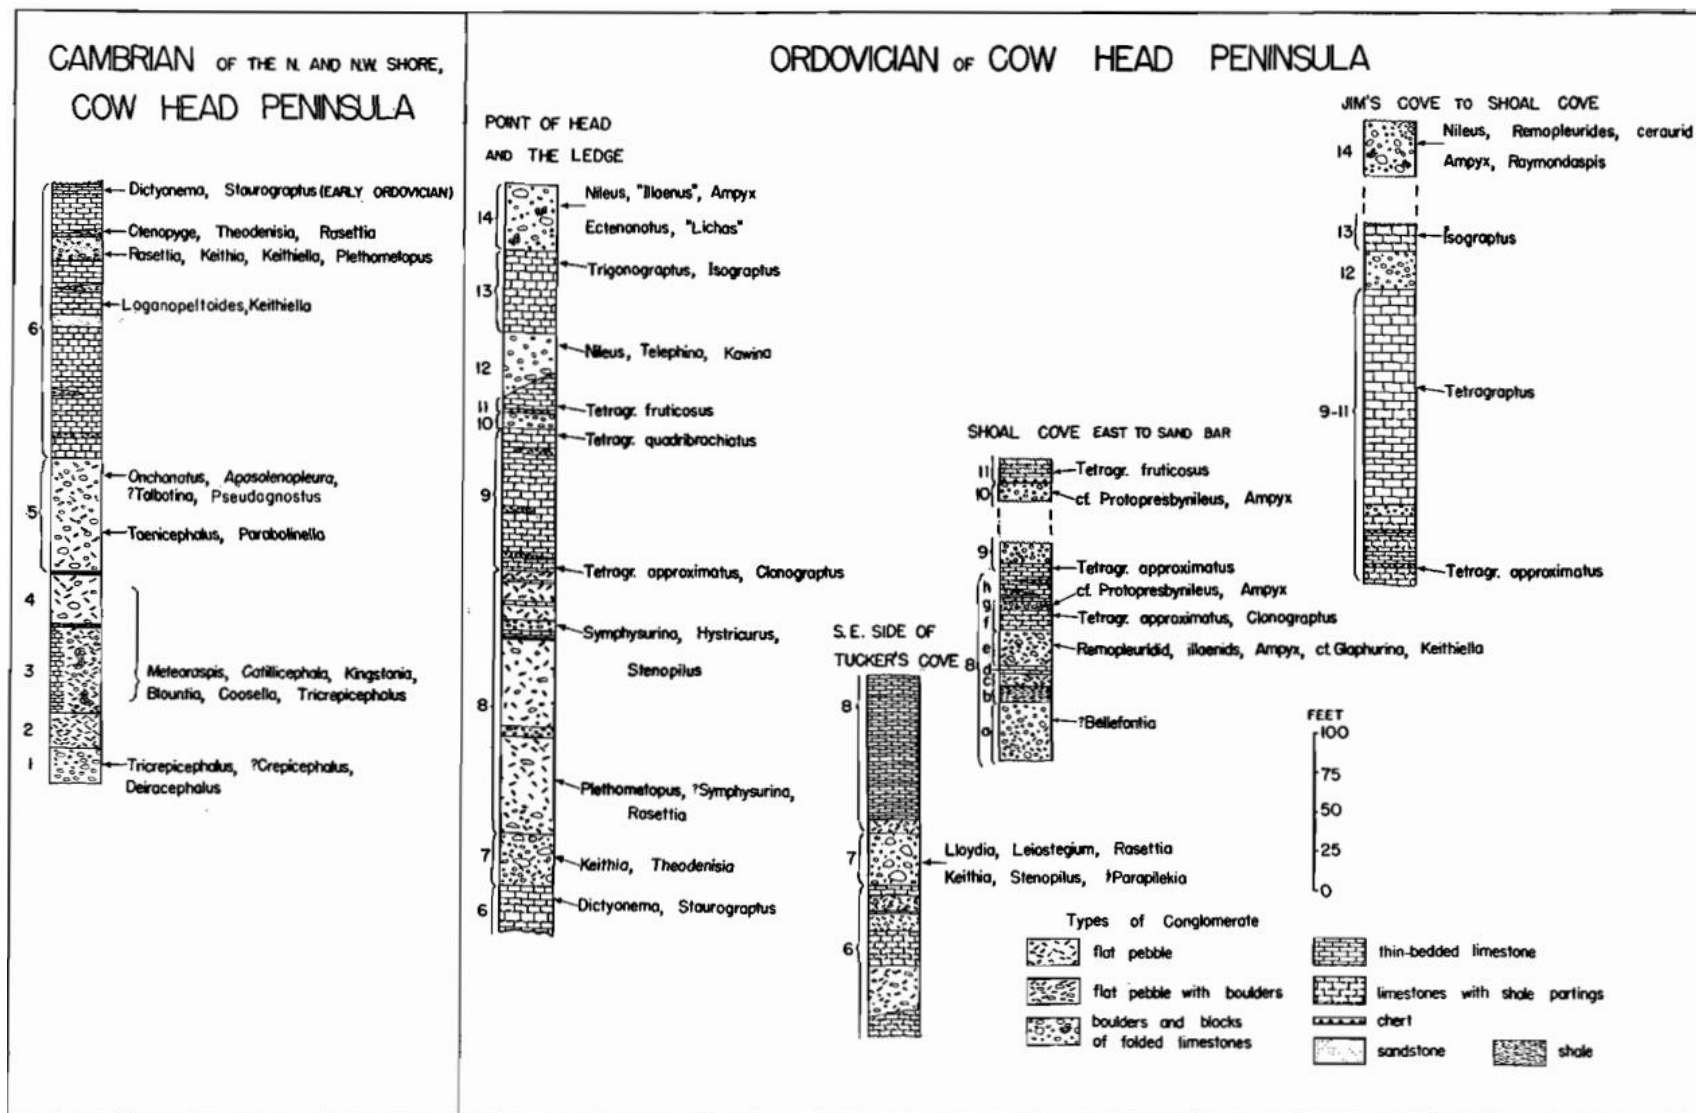 CAMBRIAN OF THE N. AND N.W. SHORE,
COW HEAD PENINSULA
6
Dictyonema, Staurograptus (EARLY ORDOVICIAN)
Ctenopyge, Theodenisia, Rosettia
Rasettia, Keithia, Keithiella, Plethometopus
Loganopeltoides, Keithiella
5
Onchonotus, Aposolenopleura,
?Talbotina, Pseudagnostus
Taenicephalus, Parabolinella
4
3
Meteoraspis, Catillicephala, Kingstonia,
Blountia, Coosella, Tricrepicephalus
2
1
Tricrepicephalus, ?Crepicephalus,
Deiracephalus
ORDOVICIAN OF COW HEAD PENINSULA
POINT OF HEAD
AND THE LEDGE
14
Nileus, "Illaenus", Ampyx
Ectenonotus, "Lichas"
13
Trigonograptus, Isograptus
12
Nileus, Telephina, Kawina
11
Tetragr. fruticosus
10
Tetragr. quadribrachiatus
9
Tetragr. approximatus, Clonograptus
8
Symphysurina, Hystricurus,
Stenopilus
Plethometopus, ?Symphysurina,
Rasettia
7
Keithia, Theodenisia
6
Dictyonema, Staurograptus
S.E. SIDE OF
TUCKER'S COVE
8
7
Lloydia, Leiostegium, Rasettia
Keithia, Stenopilus, ?Parapilekia
6
SHOAL COVE EAST TO SAND BAR
11
Tetragr. fruticosus
10
cf. Protopresbynileus, Ampyx
9
Tetragr. approximatus
8
h
cf. Protopresbynileus, Ampyx
g
f
Tetragr. approximatus, Clonograptus
e
Remopleuridid, illaenids, Ampyx, cf. Glaphurina, Keithiella
d
c
b
a
?Bellefontia
JIM'S COVE TO SHOAL COVE
14
Nileus, Remopleurides, ceraurid
Ampyx, Raymondaspis
13
Isograptus
12
9-11
Tetragraptus
Tetragr. approximatus
FEET
100
75
50
25
0
Types of Conglomerate
flat pebble
flat pebble with boulders
boulders and blocks
of folded limestones
thin-bedded limestone
limestones with shale partings
chert
sandstone
shale